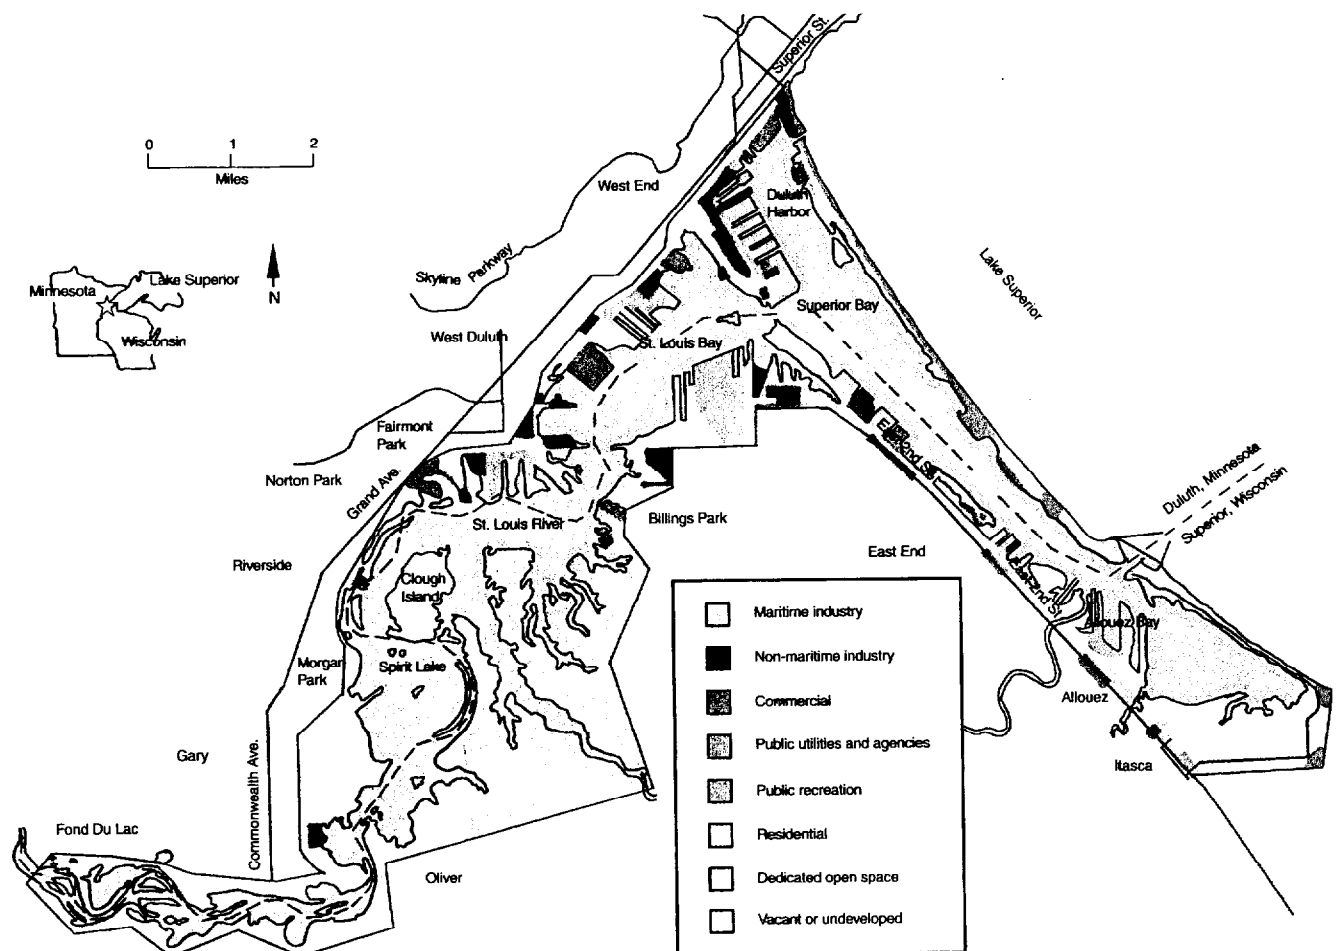 Superior St.
0 1 2
Miles
West End
Duluth
Harbor
Skyline Parkway
Lake Superior
N
Lake Superior
Minnesota
Wisconsin
Superior Bay
West Duluth
St. Louis Bay
Fairmont
Park
E. 2nd St.
Norton Park
Grand Ave.
Duluth, Minnesota
Superior, Wisconsin
St. Louis River
Billings Park
East End
Riverside
Clough
Island
2nd St.
Allouez Bay
Morgan
Park
Spirit Lake
Allouez
Gary
Commonwealth Ave.
Itasca
Fond Du Lac
Oliver
Maritime industry
Non-maritime industry
Commercial
Public utilities and agencies
Public recreation
Residential
Dedicated open space
Vacant or undeveloped